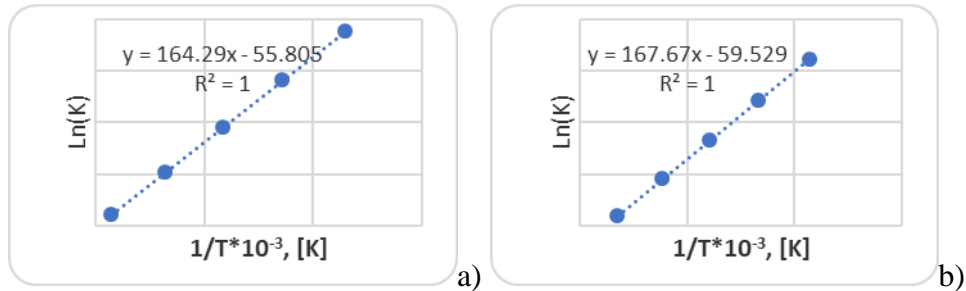 y = 164.29x - 55.805
R² = 1
Ln(K)
1/T*10⁻³, [K]
a)
y = 167.67x - 59.529
R² = 1
Ln(K)
1/T*10⁻³, [K]
b)